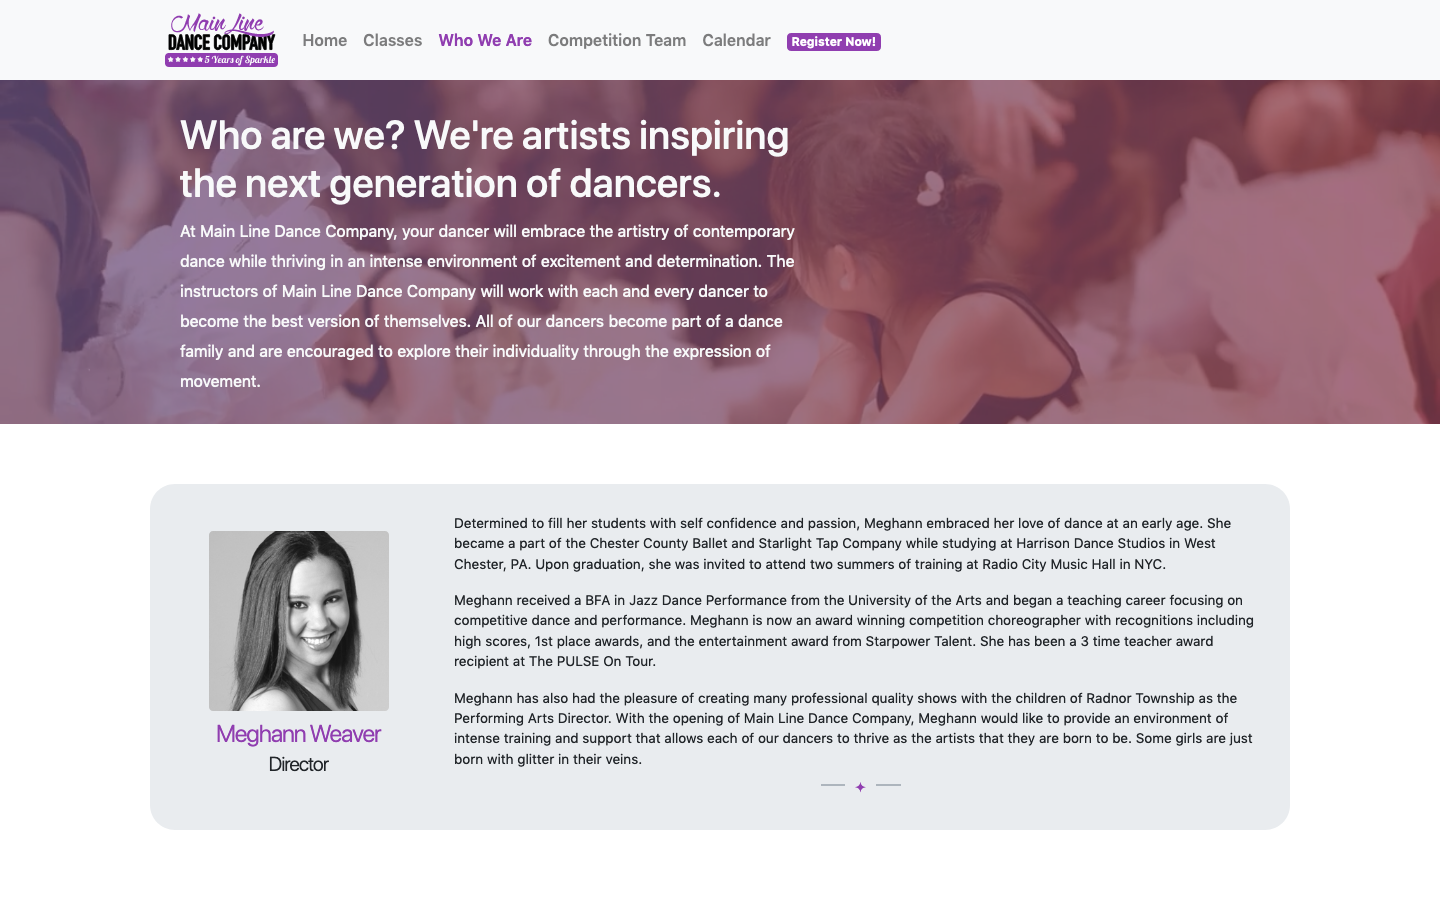 Main Line
DANCE COMPANY
5 Years of Sparkle
Home Classes Who We Are Competition Team Calendar Register Now!
Who are we? We're artists inspiring
the next generation of dancers.
At Main Line Dance Company, your dancer will embrace the artistry of contemporary
dance while thriving in an intense environment of excitement and determination. The
instructors of Main Line Dance Company will work with each and every dancer to
become the best version of themselves. All of our dancers become part of a dance
family and are encouraged to explore their individuality through the expression of
movement.
Meghann Weaver
Director
Determined to fill her students with self confidence and passion, Meghann embraced her love of dance at an early age. She
became a part of the Chester County Ballet and Starlight Tap Company while studying at Harrison Dance Studios in West
Chester, PA. Upon graduation, she was invited to attend two summers of training at Radio City Music Hall in NYC.
Meghann received a BFA in Jazz Dance Performance from the University of the Arts and began a teaching career focusing on
competitive dance and performance. Meghann is now an award winning competition choreographer with recognitions including
high scores, 1st place awards, and the entertainment award from Starpower Talent. She has been a 3 time teacher award
recipient at The PULSE On Tour.
Meghann has also had the pleasure of creating many professional quality shows with the children of Radnor Township as the
Performing Arts Director. With the opening of Main Line Dance Company, Meghann would like to provide an environment of
intense training and support that allows each of our dancers to thrive as the artists that they are born to be. Some girls are just
born with glitter in their veins.